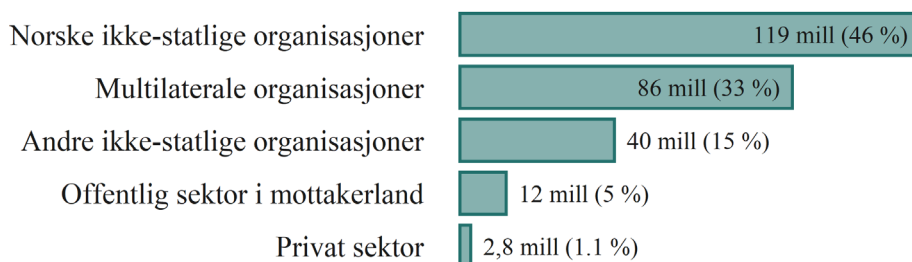 Norske ikke-statlige organisasjoner 119 mill (46 %)
Multilaterale organisasjoner 86 mill (33 %)
Andre ikke-statlige organisasjoner 40 mill (15 %)
Offentlig sektor i mottakerland 12 mill (5 %)
Privat sektor 2,8 mill (1.1 %)